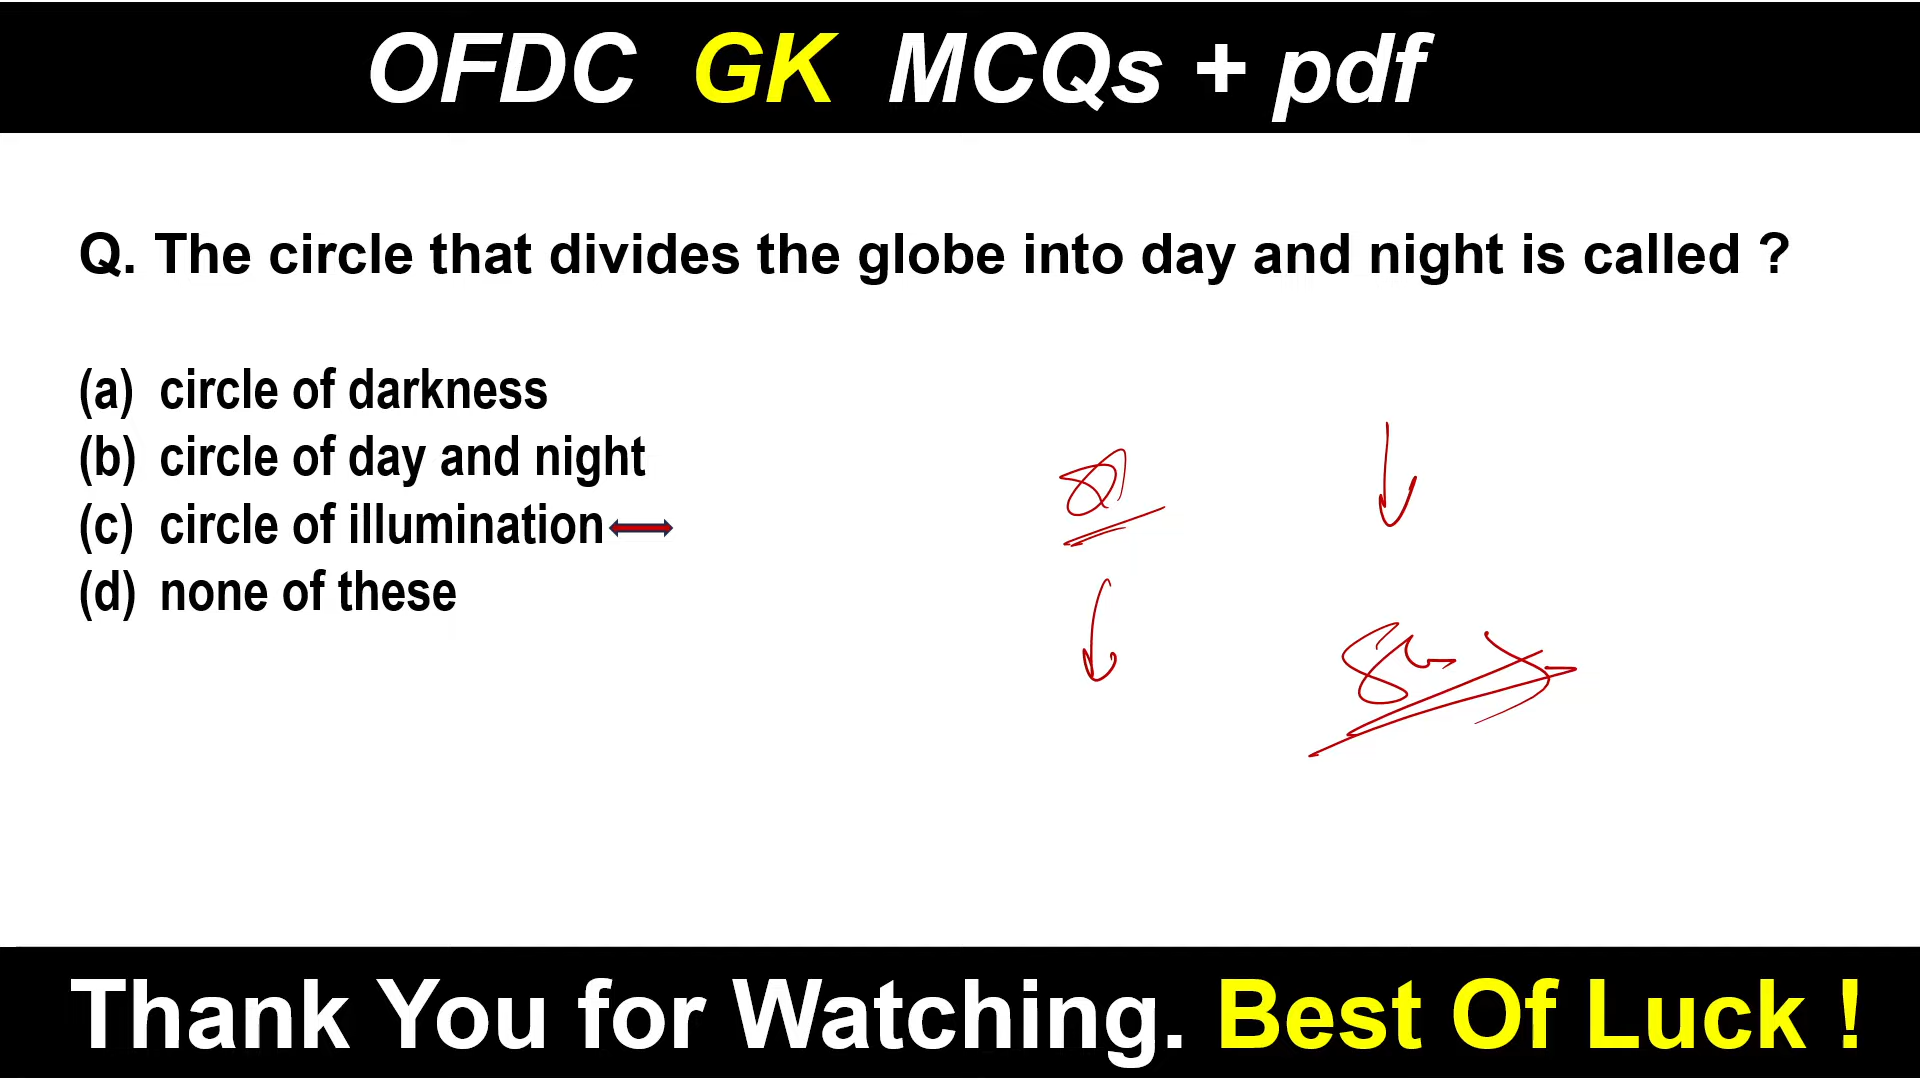 OFDC GK MCQs + pdf
Q. The circle that divides the globe into day and night is called ?
(a) circle of darkness
(b) circle of day and night
(c) circle of illumination
(d) none of these
Thank You for Watching. Best Of Luck !